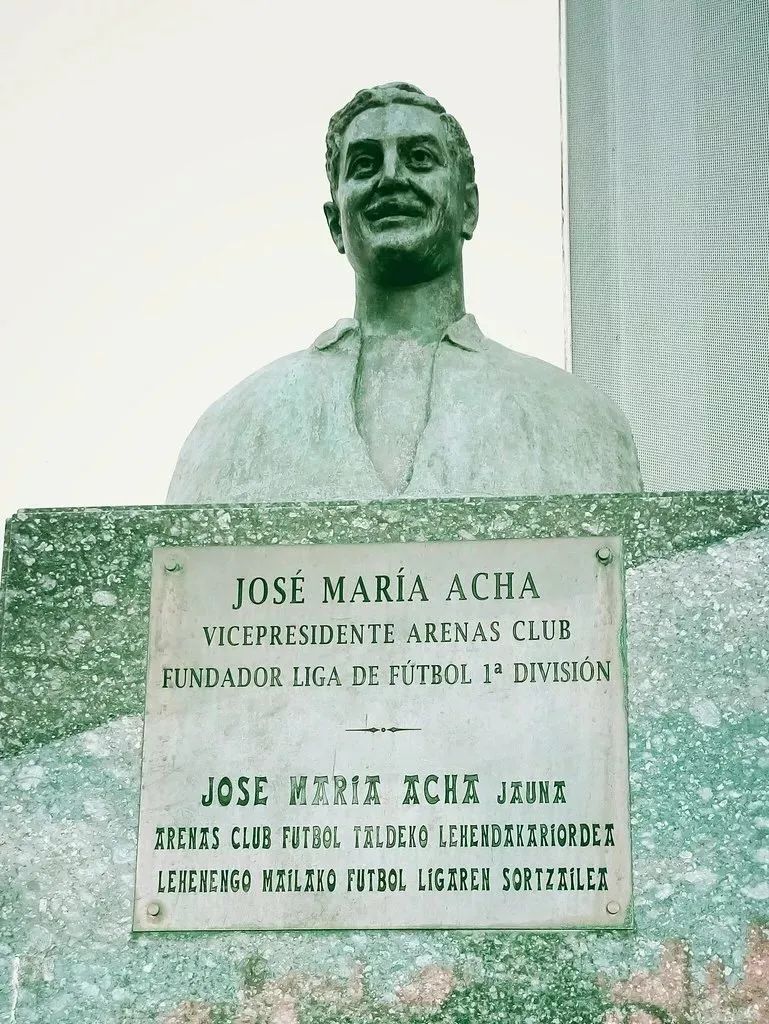 JOSÉ MARÍA ACHA
VICEPRESIDENTE ARENAS CLUB
FUNDADOR LIGA DE FÚTBOL 1ª DIVISIÓN
JOSE MARIA ACHA JAUNA
ARENAS CLUB FUTBOL TALDEKO LEHENDAKARIORDEA
LEHENENGO MAILAKO FUTBOL LIGAREN SORTZAILEA